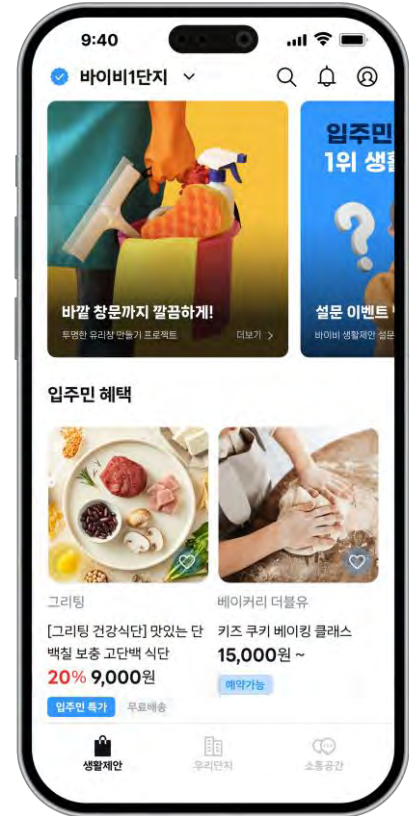 9:40
바이비1단지
바깥 창문까지 깔끔하게!
투명한 유리창 만들기 프로젝트
더보기 >
입주민
1위 생활
설문 이벤트
바이비 생활제안 설문
입주민 혜택
그리팅
[그리팅 건강식단] 맛있는 단
백칠 보충 고단백 식단
20% 9,000원
입주민 특가
무료배송
베이커리 더블유
키즈 쿠키 베이킹 클래스
15,000원 ~
예약가능
생활제안
우리단지
소통공간